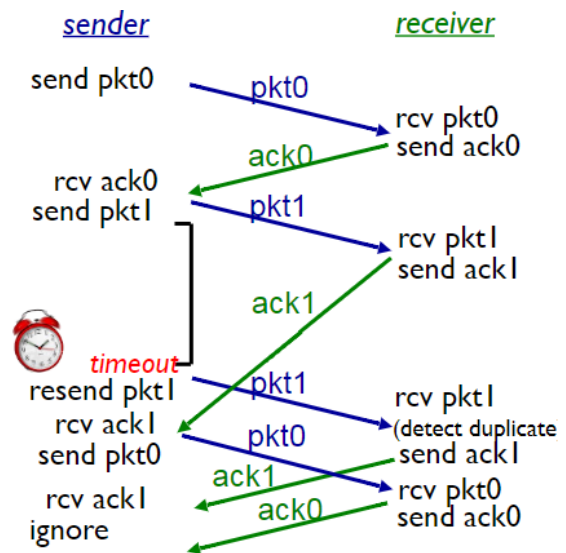 sender
receiver
send pkt0
pkt0
rcv pkt0
send ack0
ack0
rcv ack0
send pkt1
pkt1
rcv pkt1
send ack1
ack1
timeout
resend pkt1
pkt1
rcv pkt1
(detect duplicate
rcv ack1
send pkt0
pkt0
send ack1
ack1
rcv pkt0
send ack0
rcv ack1
ignore
ack0